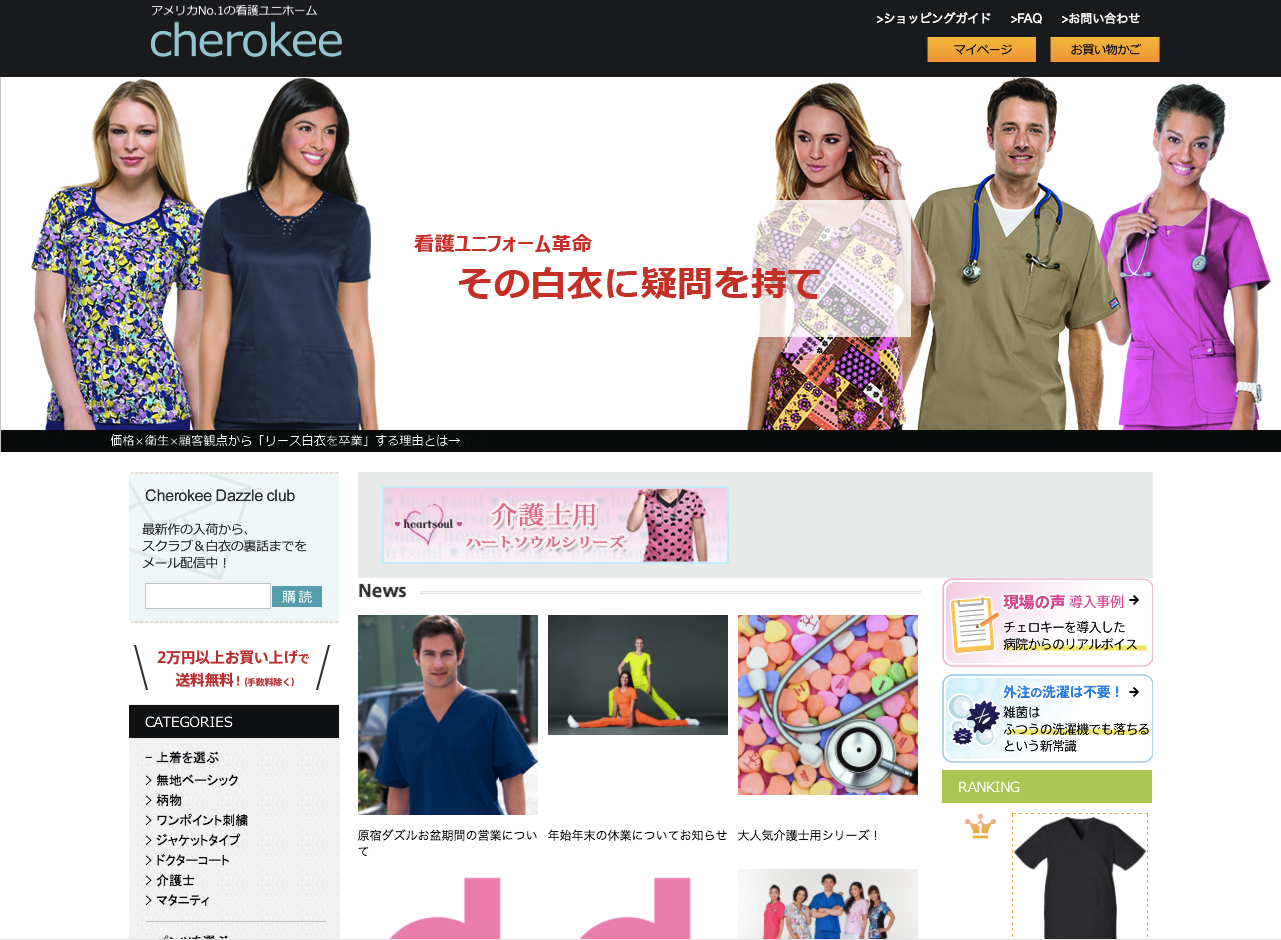 アメリカNo.1の看護ユニホーム
cherokee
>ショッピングガイド >FAQ >お問い合わせ
マイページ お買い物かご
看護ユニフォーム革命
その白衣に疑問を持て
価格×衛生×顧客観点から「リース白衣を卒業」する理由とは→
Cherokee Dazzle club
最新作の入荷から、
スクラブ＆白衣の裏話までを
メール配信中！
購読
2万円以上お買い上げで
送料無料！(手数料除く)
CATEGORIES
− 上着を選ぶ
> 無地ベーシック
> 柄物
> ワンポイント刺繍
> ジャケットタイプ
> ドクターコート
> 介護士
> マタニティ
heartsoul
介護士用
ハートソウルシリーズ
News
原宿ダズルお盆期間の営業につい
て
年始年末の休業についてお知らせ
大人気介護士用シリーズ！
現場の声 導入事例 →
チェロキーを導入した
病院からのリアルボイス
外注の洗濯は不要！ →
雑菌は
ふつうの洗濯機でも落ちる
という新常識
RANKING